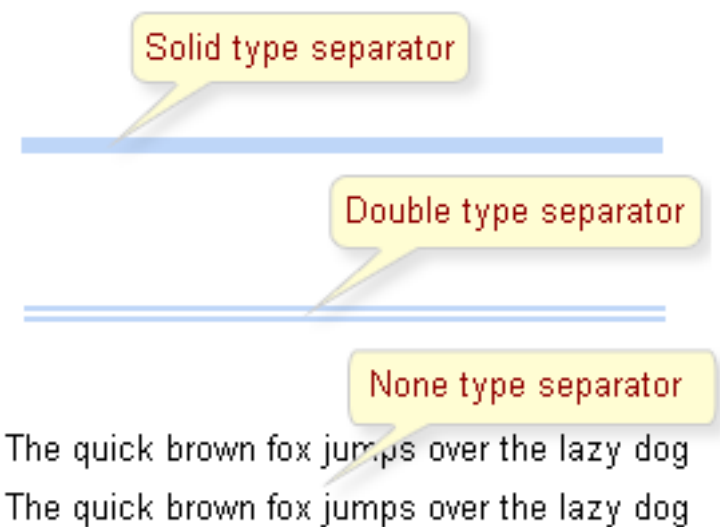 Solid type separator
Double type separator
None type separator
The quick brown fox jumps over the lazy dog
The quick brown fox jumps over the lazy dog